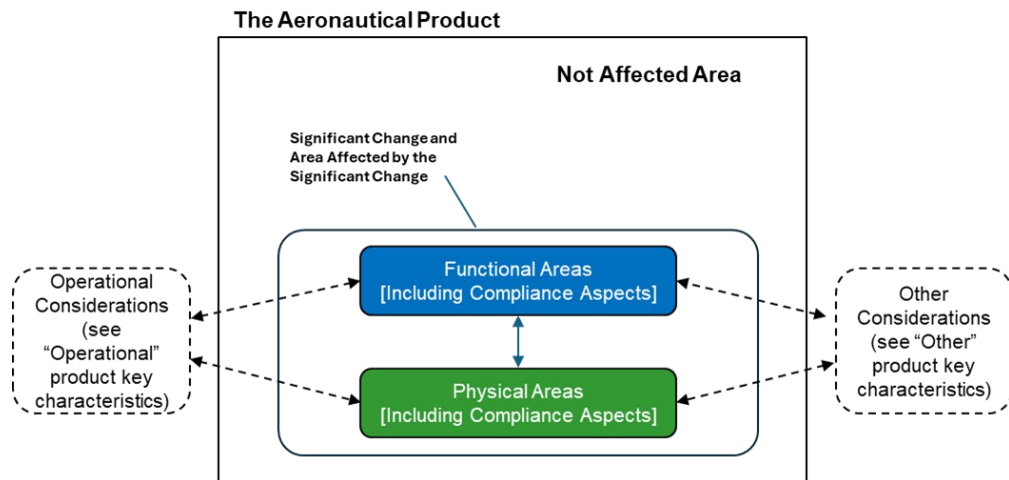 The Aeronautical Product
Not Affected Area
Significant Change and
Area Affected by the
Significant Change
Operational
Considerations
(see
“Operational”
product key
characteristics)
Functional Areas
[Including Compliance Aspects]
Physical Areas
[Including Compliance Aspects]
Other
Considerations
(see “Other”
product key
characteristics)